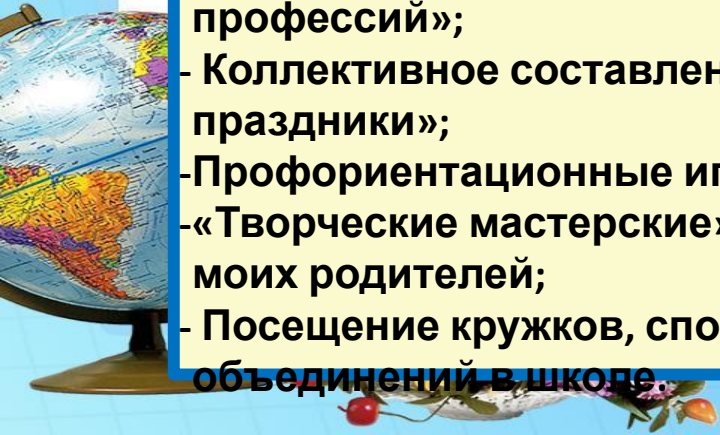 профессий»;
- Коллективное составлен
праздники»;
-Профориентационные иг
-«Творческие мастерские»
моих родителей;
- Посещение кружков, спо
объединений в школе.